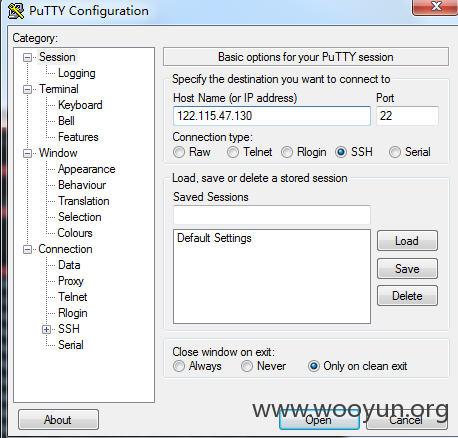 PuTTY Configuration
Category:
Session
Logging
Terminal
Keyboard
Bell
Features
Window
Appearance
Behaviour
Translation
Selection
Colours
Connection
Data
Proxy
Telnet
Rlogin
SSH
Serial
Basic options for your PuTTY session
Specify the destination you want to connect to
Host Name (or IP address) Port
122.115.47.130 22
Connection type:
Raw Telnet Rlogin SSH Serial
Load, save or delete a stored session
Saved Sessions
Default Settings
Load
Save
Delete
Close window on exit:
Always Never Only on clean exit
About Open Cancel
www.wooyun.org